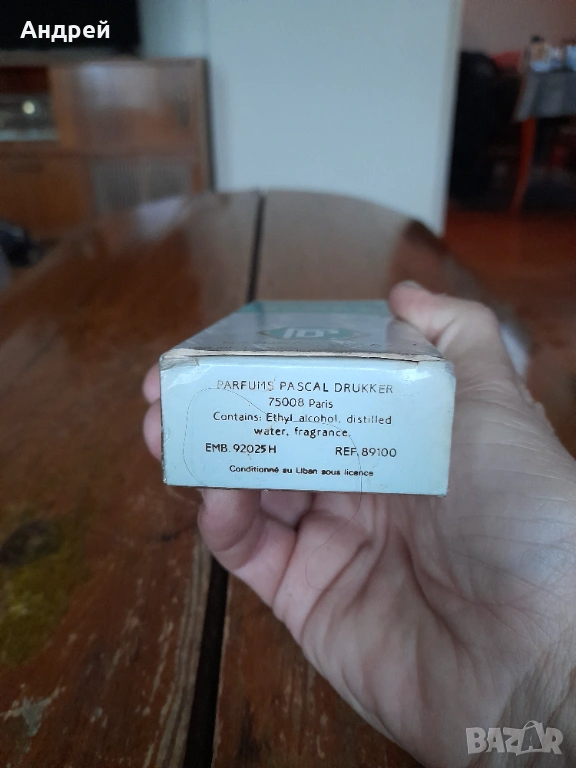 Андрей
PARFUMS PASCAL DRUKKER
75008 Paris
Contains: Ethyl alcohol, distilled
water, fragrance.
EMB. 92025 H REF. 89100
Conditionné au Liban sous licence
BAZAR